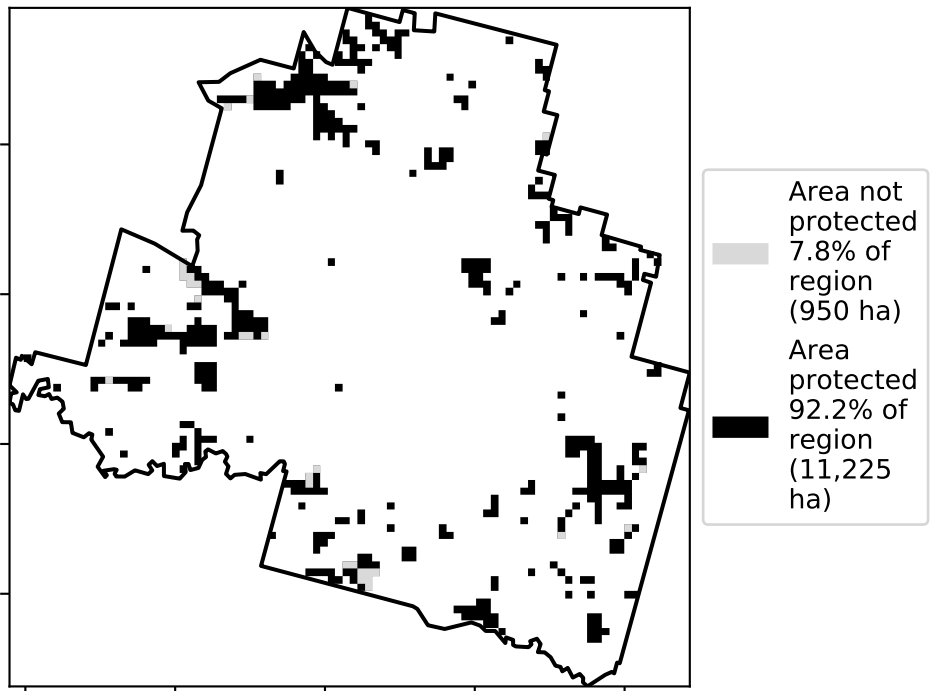 Area not
protected
7.8% of
region
(950 ha)
Area
protected
92.2% of
region
(11,225
ha)